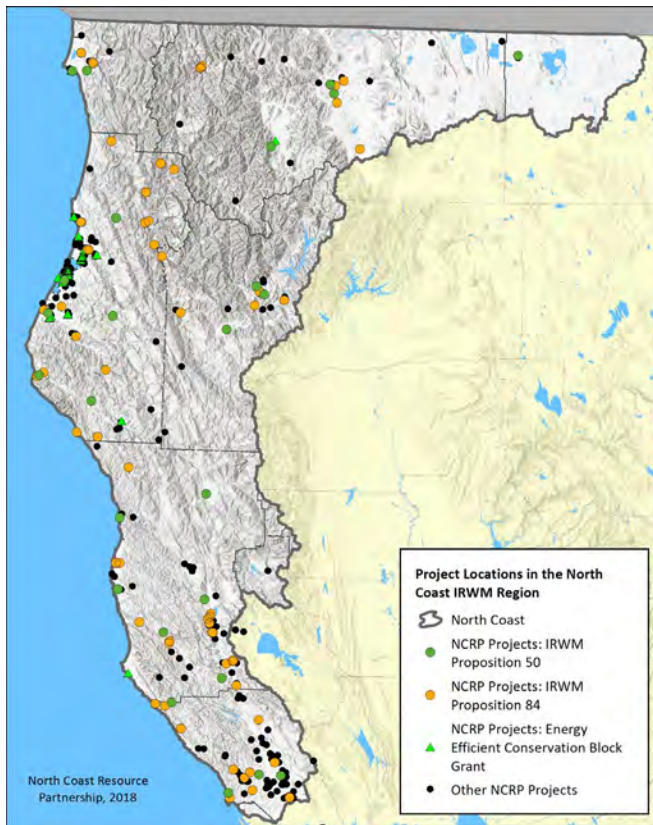 Project Locations in the North
Coast IRWM Region
North Coast
NCRP Projects: IRWM
Proposition 50
NCRP Projects: IRWM
Proposition 84
NCRP Projects: Energy
Efficient Conservation Block
Grant
Other NCRP Projects
North Coast Resource
Partnership, 2018